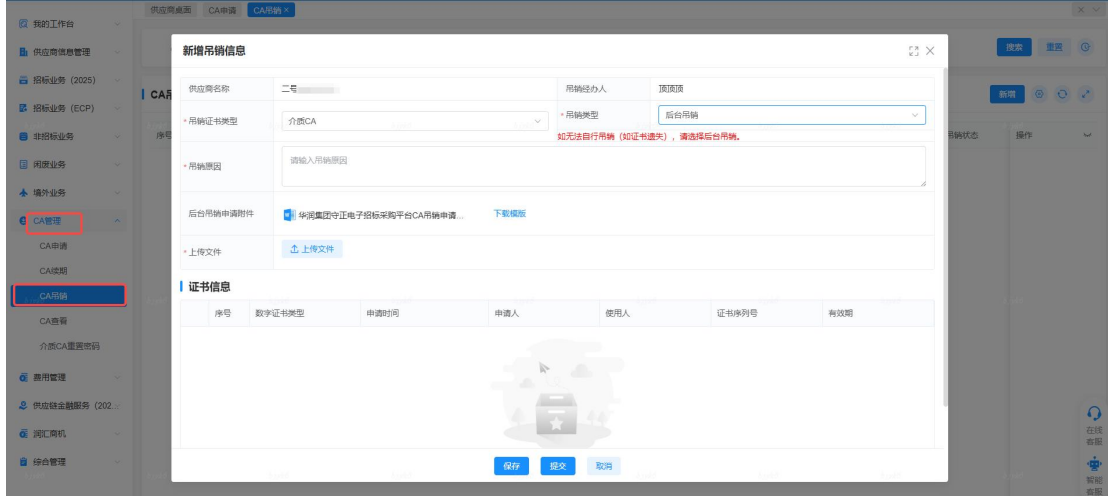 供应商桌面 CA申请 CA吊销 ×
我的工作台
供应商信息管理
招标业务（2025）
招标业务（ECP）
非招标业务
闲废业务
境外业务
CA管理
CA申请
CA续期
CA吊销
CA查看
介质CA重置密码
费用管理
供应链金融服务（202...
润汇商机
综合管理
搜索 重置
CA吊
新增
序号
吊销状态 操作
新增吊销信息
供应商名称 二号
吊销经办人 顶顶顶
* 吊销证书类型 介质CA
* 吊销类型 后台吊销
如无法自行吊销（如证书遗失），请选择后台吊销。
* 吊销原因 请输入吊销原因
后台吊销申请附件 华润集团守正电子招标采购平台CA吊销申请... 下载模版
* 上传文件 上传文件
证书信息
序号 数字证书类型 申请时间 申请人 使用人 证书序列号 有效期
保存 提交 取消
在线
客服
智能
客服